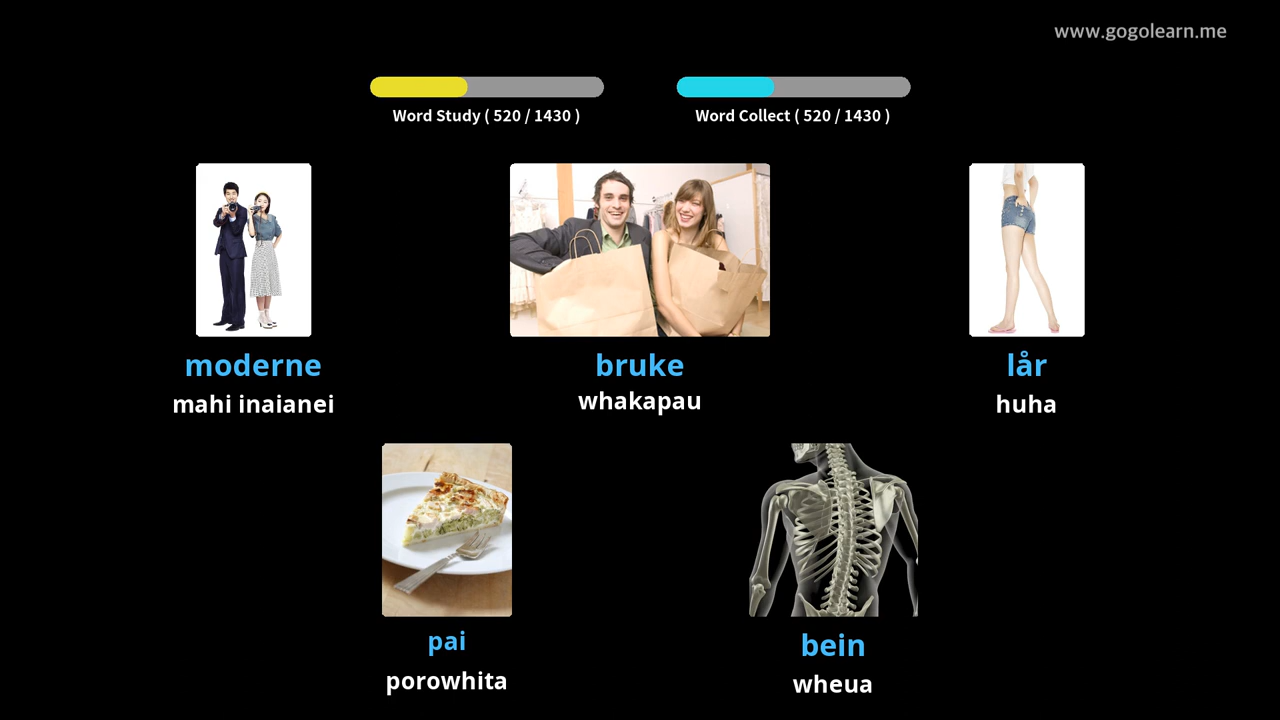 www.gogolearn.me
Word Study ( 520 / 1430 )
Word Collect ( 520 / 1430 )
moderne
mahi inaianei
bruke
whakapau
lår
huha
pai
porowhita
bein
wheua